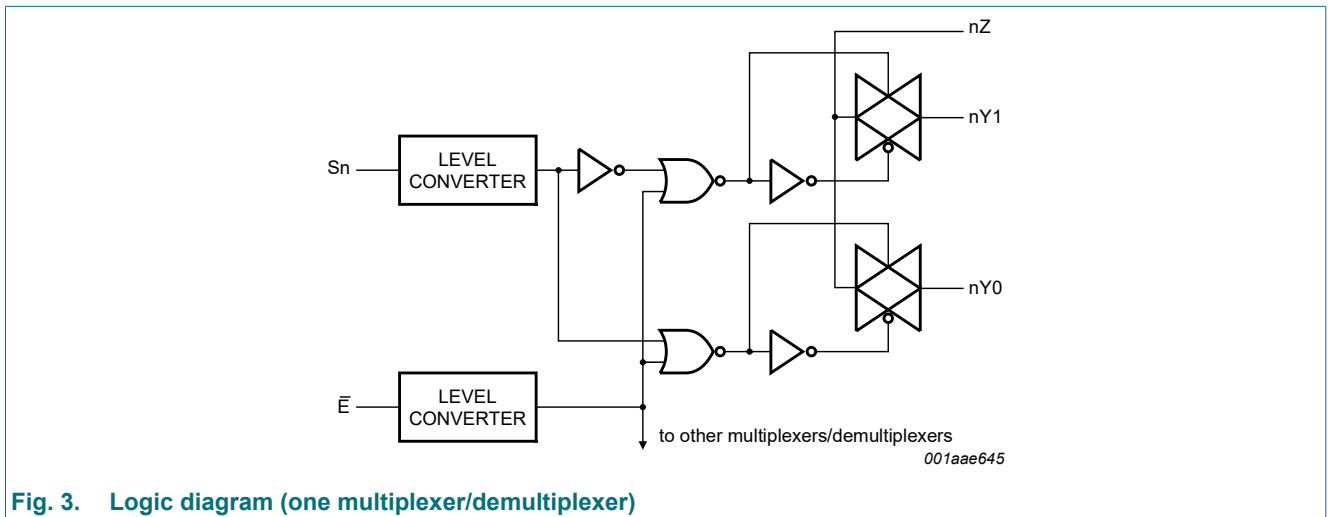 nZ
nY1
Sn
LEVEL
CONVERTER
nY0
E̅
LEVEL
CONVERTER
to other multiplexers/demultiplexers
001aae645
Fig. 3. Logic diagram (one multiplexer/demultiplexer)